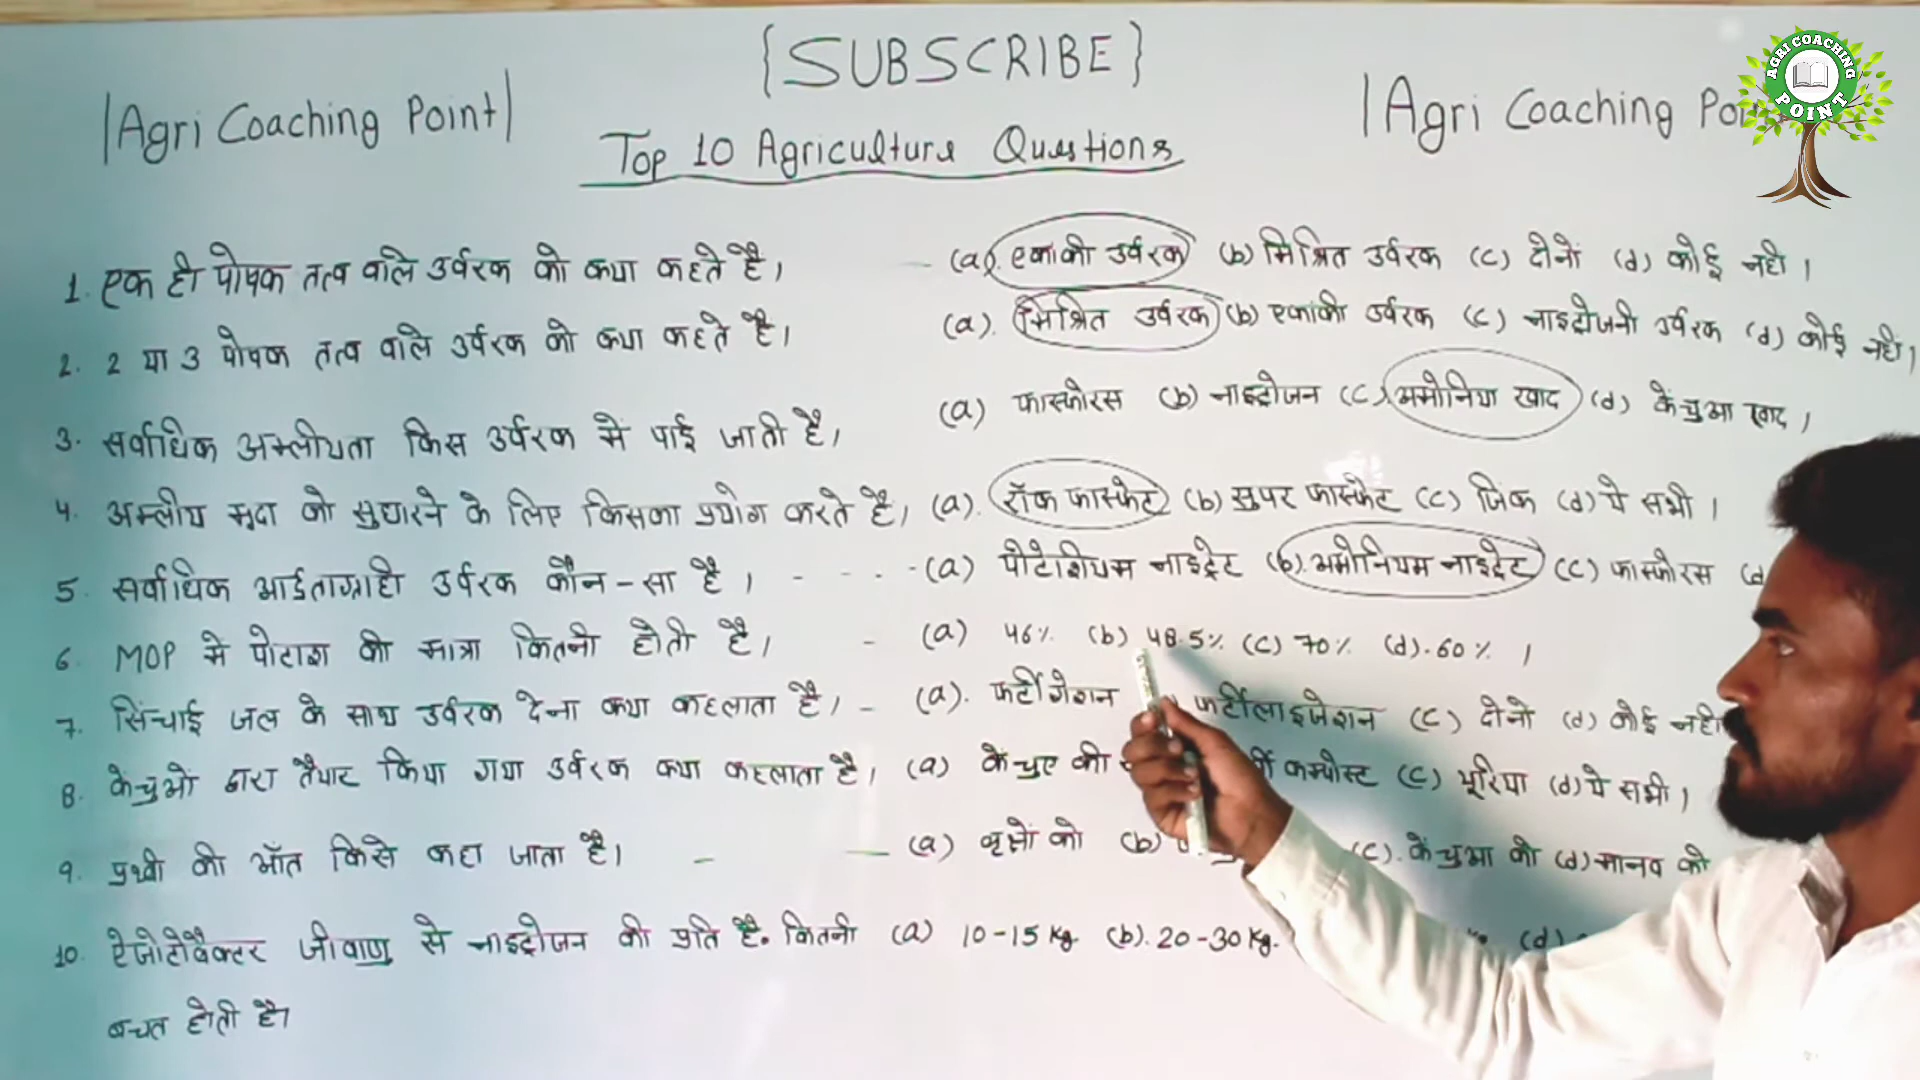 {SUBSCRIBE}
|Agri Coaching Point|
|Agri Coaching Poi
AGRI COACHING
POINT
Top 10 Agriculture Questions
1. एक ही पोषक तत्व वाले उर्वरक को क्या कहते है। (a). एकाकी उर्वरक (b) मिश्रित उर्वरक (c) दोनों (d) कोई नही।
2. 2 या 3 पोषक तत्व वाले उर्वरक को क्या कहते है। (a). मिश्रित उर्वरक (b) एकाकी उर्वरक (c) नाइट्रोजनी उर्वरक (d) कोई नही।
3. सर्वाधिक अम्लीयता किस उर्वरक में पाई जाती है। (a) फास्फोरस (b) नाइट्रोजन (c). अमोनिया खाद (d) केंचुआ खाद।
4. अम्लीय मृदा को सुधारने के लिए किसका प्रयोग करते है। (a). रॉक फास्फेट (b) सुपर फास्फेट (c) जिंक (d) ये सभी।
5. सर्वाधिक आर्द्रताग्राही उर्वरक कौन-सा है। - - . . - (a) पोटेशियम नाइट्रेट (b). अमोनियम नाइट्रेट (c) फास्फोरस (d
6. MOP मे पोटाश की मात्रा कितनी होती है। - (a) 46% (b) 48.5% (c) 70% (d). 60% ।
7. सिंचाई जल के साथ उर्वरक देना क्या कहलाता है। - (a). फर्टीगेशन फर्टीलाइजेशन (c) दोनो (d) कोई नही
8. केचुओं द्वारा तैयार किया गया उर्वरक क्या कहलाता है। (a) केंचुए की कम्पोस्ट (c) यूरिया (d) ये सभी।
9. पृथ्वी की आँत किसे कहा जाता है। - — (a) वृक्षों को (b) (c). केंचुआ को (d) मानव को
10. ऐजोटोबैक्टर जीवाणु से नाइट्रोजन की प्रति है. कितनी (a) 10-15 Kg. (b). 20-30 Kg. (d)
बचत होती है।